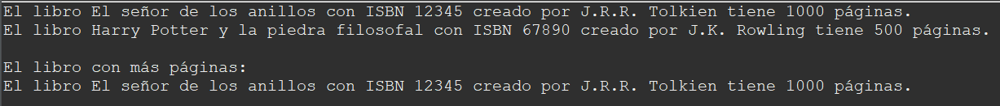 El libro El señor de los anillos con ISBN 12345 creado por J.R.R. Tolkien tiene 1000 páginas.
El libro Harry Potter y la piedra filosofal con ISBN 67890 creado por J.K. Rowling tiene 500 páginas.
El libro con más páginas:
El libro El señor de los anillos con ISBN 12345 creado por J.R.R. Tolkien tiene 1000 páginas.